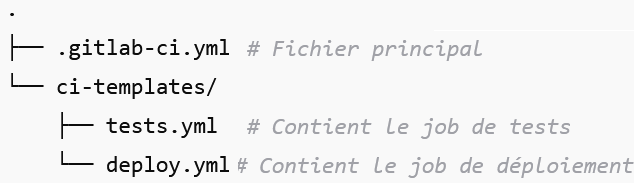 .
├── .gitlab-ci.yml # Fichier principal
└── ci-templates/
    ├── tests.yml # Contient le job de tests
    └── deploy.yml # Contient le job de déploiement